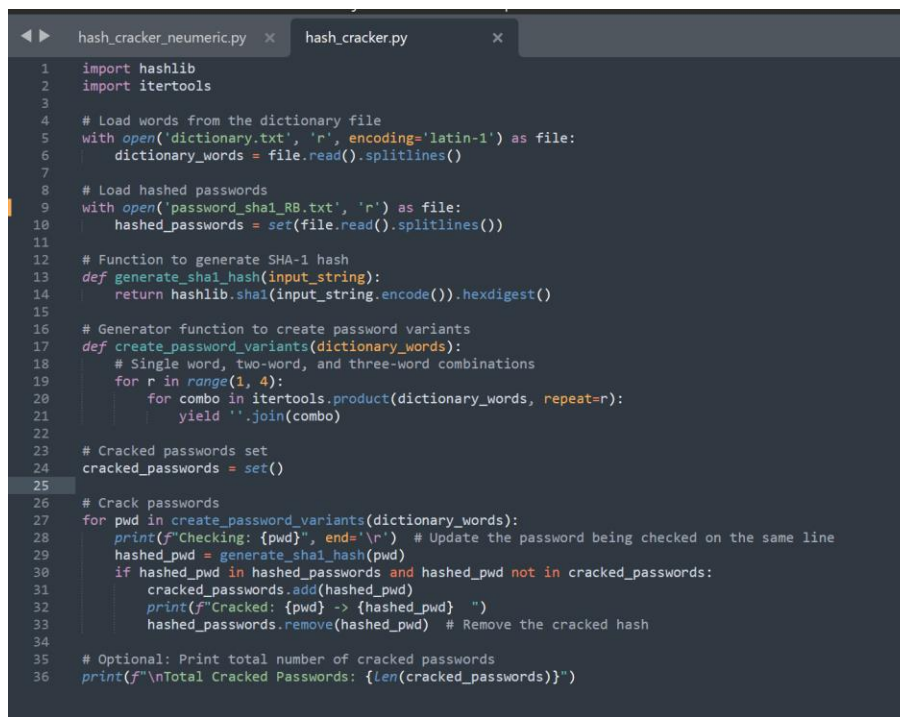 hash_cracker_neumeric.py × hash_cracker.py ×
1 import hashlib
2 import itertools
3
4 # Load words from the dictionary file
5 with open('dictionary.txt', 'r', encoding='latin-1') as file:
6     dictionary_words = file.read().splitlines()
7
8 # Load hashed passwords
9 with open('password_sha1_RB.txt', 'r') as file:
10     hashed_passwords = set(file.read().splitlines())
11
12 # Function to generate SHA-1 hash
13 def generate_sha1_hash(input_string):
14     return hashlib.sha1(input_string.encode()).hexdigest()
15
16 # Generator function to create password variants
17 def create_password_variants(dictionary_words):
18     # Single word, two-word, and three-word combinations
19     for r in range(1, 4):
20         for combo in itertools.product(dictionary_words, repeat=r):
21             yield ''.join(combo)
22
23 # Cracked passwords set
24 cracked_passwords = set()
25
26 # Crack passwords
27 for pwd in create_password_variants(dictionary_words):
28     print(f"Checking: {pwd}", end='\r')  # Update the password being checked on the same line
29     hashed_pwd = generate_sha1_hash(pwd)
30     if hashed_pwd in hashed_passwords and hashed_pwd not in cracked_passwords:
31         cracked_passwords.add(hashed_pwd)
32         print(f"Cracked: {pwd} -> {hashed_pwd}  ")
33         hashed_passwords.remove(hashed_pwd)  # Remove the cracked hash
34
35 # Optional: Print total number of cracked passwords
36 print(f"\nTotal Cracked Passwords: {len(cracked_passwords)}")